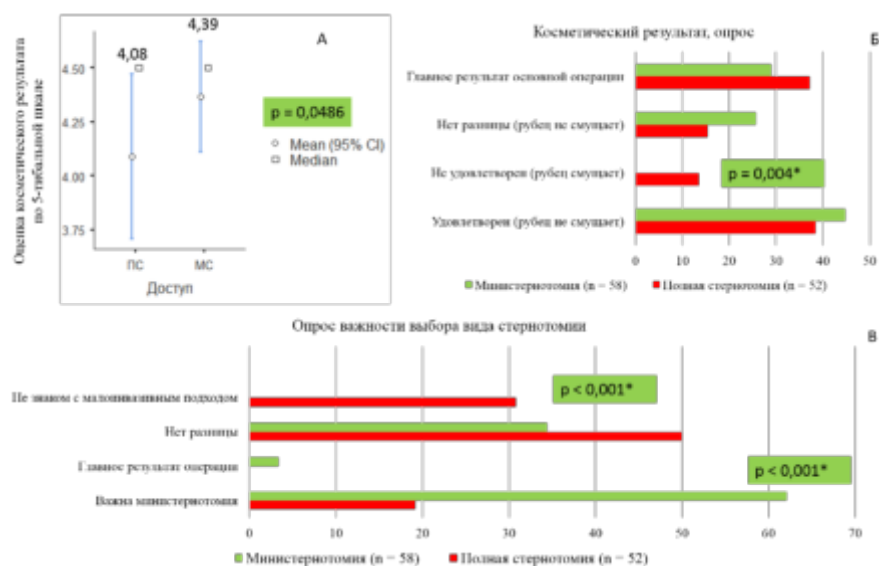 4,08
4,39
А
Оценка косметического результата
по 5-тибальной шкале
4.50
4.25
4.00
3.75
p = 0,0486
Mean (95% CI)
Median
ПС
МС
Доступ
Косметический результат, опрос
Б
Главное результат основной операции
Нет разницы (рубец не смущает)
Не удовлетворен (рубец смущает)
p = 0,004*
Удовлетворен (рубец не смущает)
0 10 20 30 40 50
Министернотомия (n = 58) Полная стернотомия (n = 52)
Опрос важности выбора вида стернотомии
В
Не знаком с малоинвазивным подходом
p < 0,001*
Нет разницы
Главное результат операции
p < 0,001*
Важна министернотомия
0 10 20 30 40 50 60 70
Министернотомия (n = 58) Полная стернотомия (n = 52)